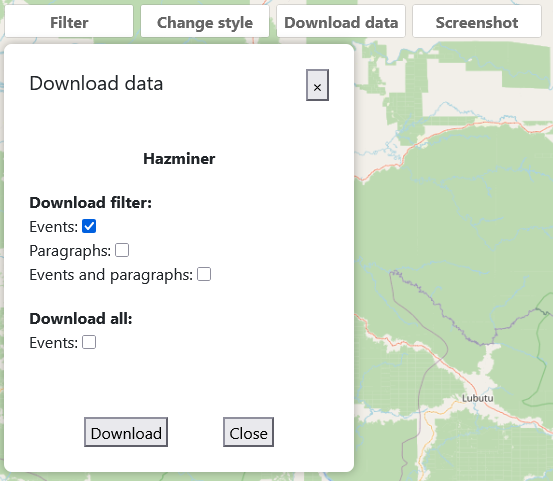 Filter Change style Download data Screenshot
Download data ×
Hazminer
Download filter:
Events:
Paragraphs:
Events and paragraphs:
Download all:
Events:
Download Close
Lubutu